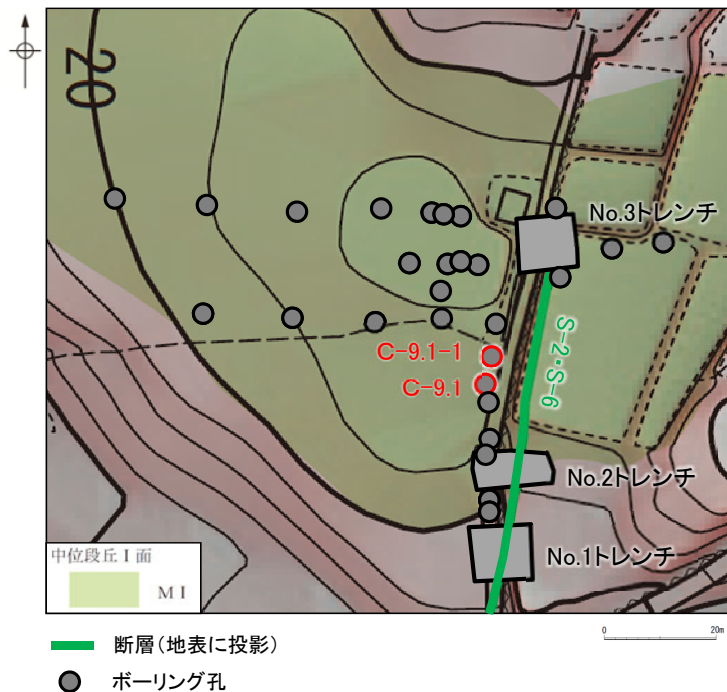 20
No.3トレンチ
S-2・S-6
C-9.1-1
C-9.1
No.2トレンチ
No.1トレンチ
中位段丘Ⅰ面
MⅠ
0 20m
断層(地表に投影)
ボーリング孔